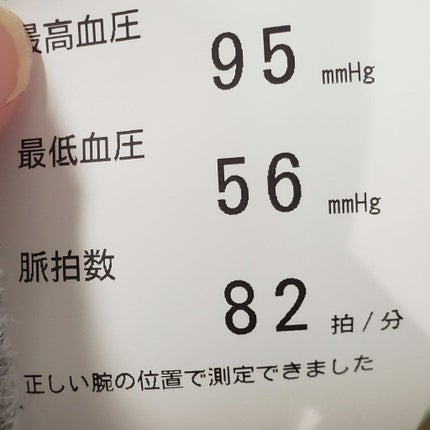 最高血圧 95 mmHg
最低血圧 56 mmHg
脈拍数 82 拍/分
正しい腕の位置で測定できました